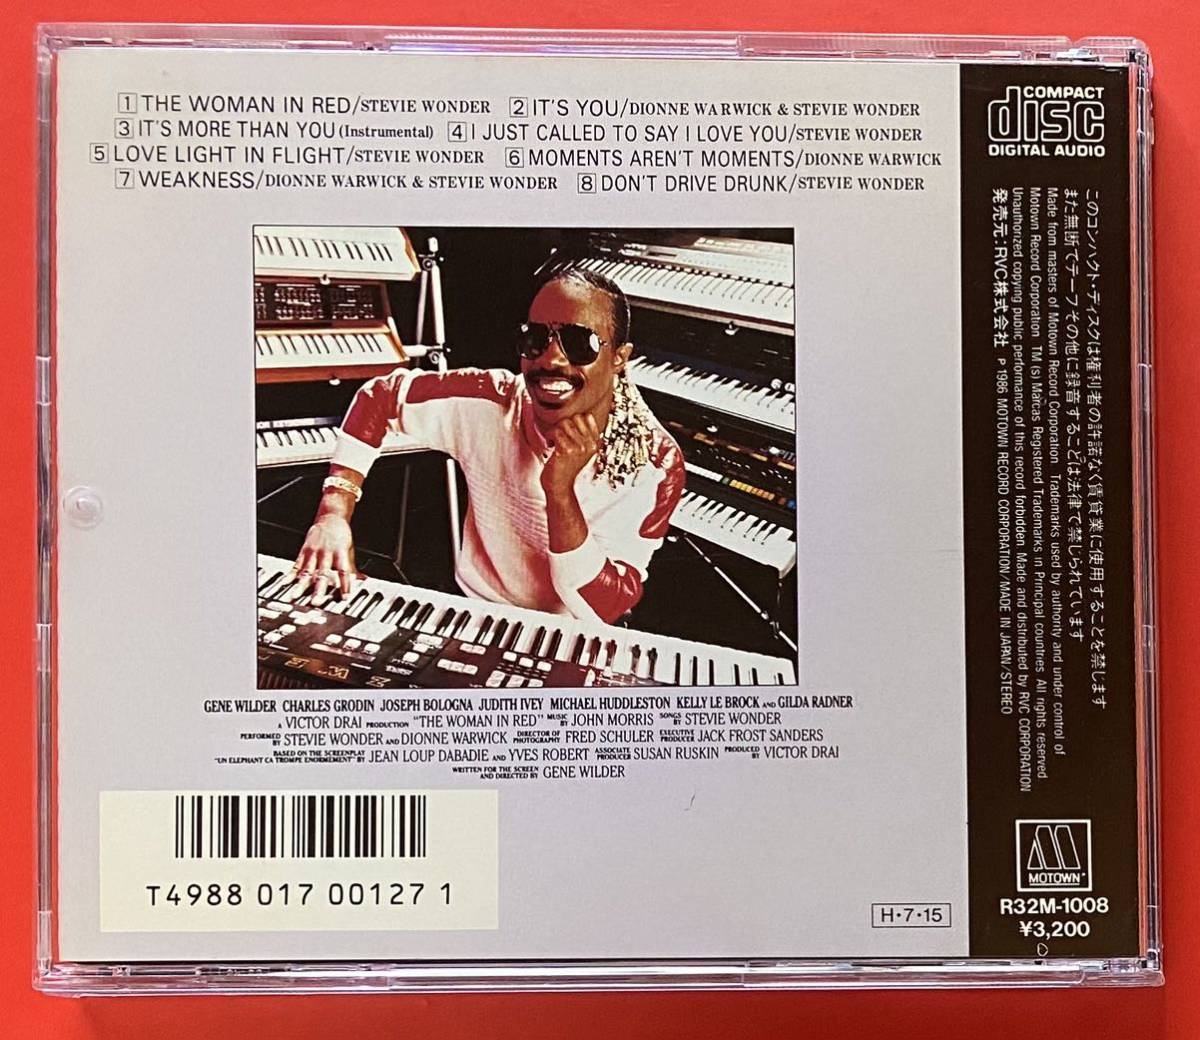 1 THE WOMAN IN RED/STEVIE WONDER 2 IT'S YOU/DIONNE WARWICK & STEVIE WONDER
3 IT'S MORE THAN YOU (Instrumental) 4 I JUST CALLED TO SAY I LOVE YOU/STEVIE WONDER
5 LOVE LIGHT IN FLIGHT/STEVIE WONDER 6 MOMENTS AREN'T MOMENTS/DIONNE WARWICK
7 WEAKNESS/DIONNE WARWICK & STEVIE WONDER 8 DON'T DRIVE DRUNK/STEVIE WONDER
GENE WILDER CHARLES GRODIN JOSEPH BOLOGNA JUDITH IVEY MICHAEL HUDDLESTON KELLY LE BROCK AND GILDA RADNER
A VICTOR DRAI PRODUCTION "THE WOMAN IN RED" MUSIC BY JOHN MORRIS SONGS BY STEVIE WONDER
PERFORMED BY STEVIE WONDER AND DIONNE WARWICK DIRECTOR OF PHOTOGRAPHY FRED SCHULER EXECUTIVE PRODUCER JACK FROST SANDERS
BASED ON THE SCREENPLAY "UN ELEPHANT CA TROMPE ENORMEMENT" BY JEAN LOUP DABADIE AND YVES ROBERT ASSOCIATE PRODUCER SUSAN RUSKIN PRODUCED BY VICTOR DRAI
WRITTEN FOR THE SCREEN AND DIRECTED BY GENE WILDER
T4988 017 00127 1
H・7・15
COMPACT
disc
DIGITAL AUDIO
このコンパクト・ディスクは権利者の許諾なく賃貸業に使用することを禁じます
また無断でテープその他に録音することは法律で禁じられています
Made from masters of Motown Record Corporation Trademarks used by authority and under control of
Motown Record Corporation TM (s) Marcas Registered Trademarks in Principal countries All rights reserved.
Unauthorized copying public performance of this record forbidden. Made and distributed by RVC CORPORATION
発売元:RVC株式会社 P 1986 MOTOWN RECORD CORPORATION/MADE IN JAPAN/STEREO
M
MOTOWN
R32M-1008
¥3,200